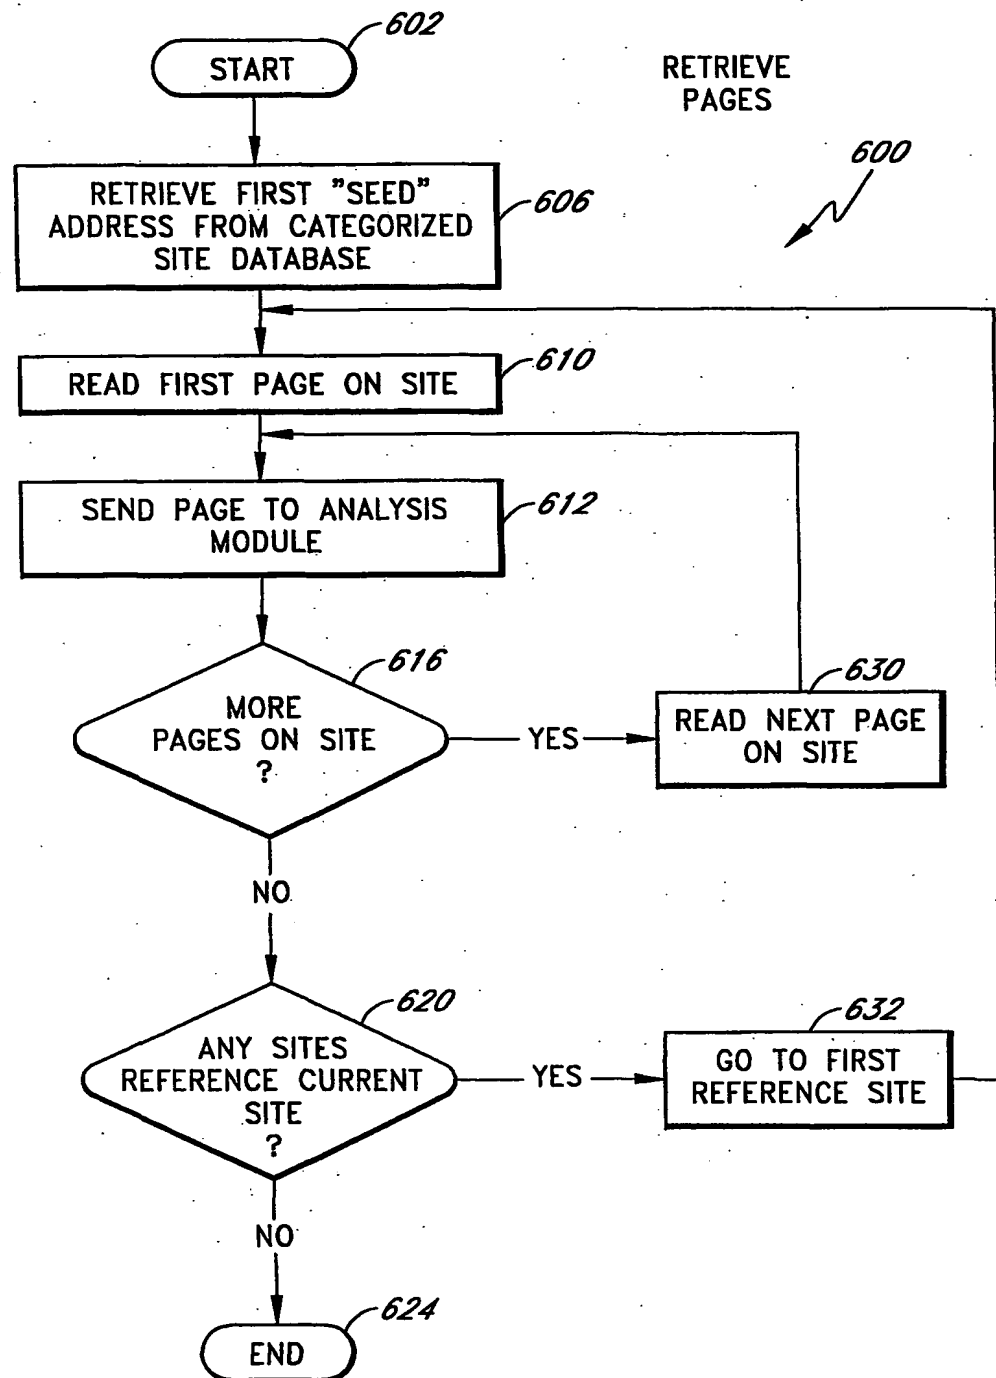 602
START
RETRIEVE
PAGES
600
RETRIEVE FIRST "SEED"
ADDRESS FROM CATEGORIZED
SITE DATABASE
606
READ FIRST PAGE ON SITE
610
SEND PAGE TO ANALYSIS
MODULE
612
MORE
PAGES ON SITE
?
616
YES
630
READ NEXT PAGE
ON SITE
NO
ANY SITES
REFERENCE CURRENT
SITE
?
620
YES
632
GO TO FIRST
REFERENCE SITE
NO
624
END